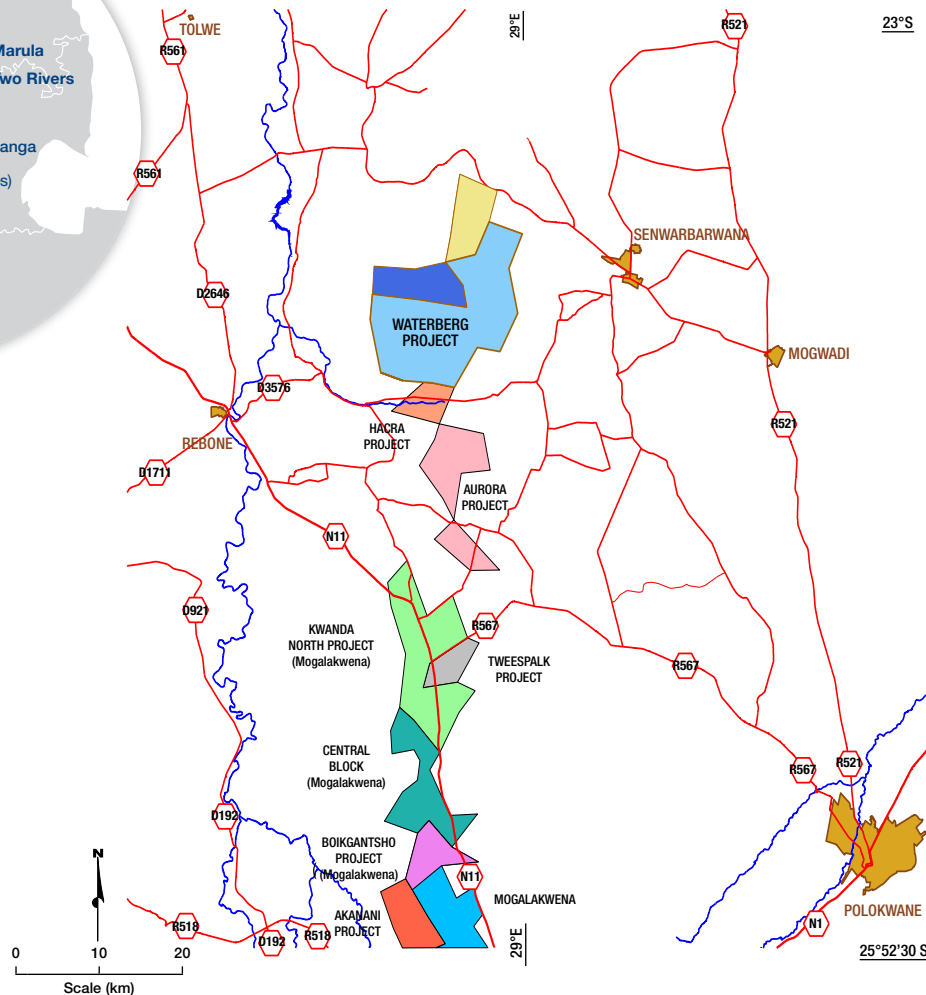 Marula
Two Rivers
anga
s)
TOLWE
R561
29°E
R521
23°S
R561
SENWARBARWANA
D2646
WATERBERG
PROJECT
MOGWADI
D3576
REBONE
HACRA
PROJECT
R521
D1711
AURORA
PROJECT
N11
D921
KWANDA
NORTH PROJECT
(Mogalakwena)
R567
TWEESPALK
PROJECT
R567
CENTRAL
BLOCK
(Mogalakwena)
R567
R521
D192
BOIKGANTSHO
PROJECT
(Mogalakwena)
N11
MOGALAKWENA
AKANANI
PROJECT
POLOKWANE
N
R518
D192
R518
N1
29°E
25°52'30 S
0
10
20
Scale (km)